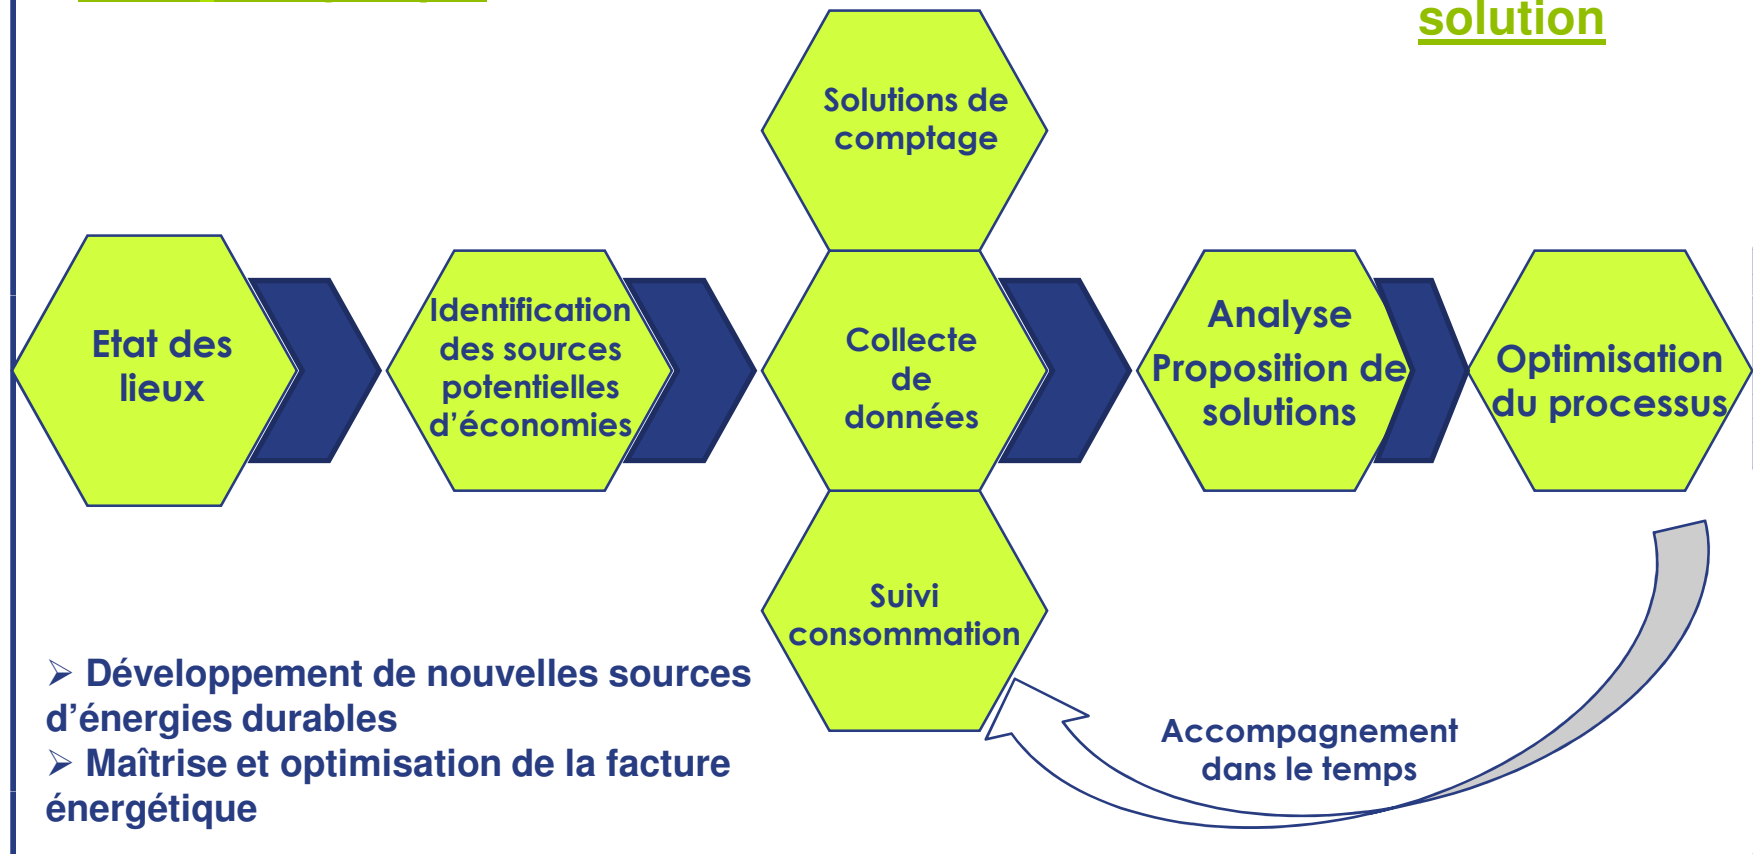 solution
Solutions de
comptage
Etat des
lieux
Identification
des sources
potentielles
d’économies
Collecte
de
données
Analyse
Proposition de
solutions
Optimisation
du processus
Suivi
consommation
➢ Développement de nouvelles sources
d’énergies durables
➢ Maîtrise et optimisation de la facture
énergétique
Accompagnement
dans le temps